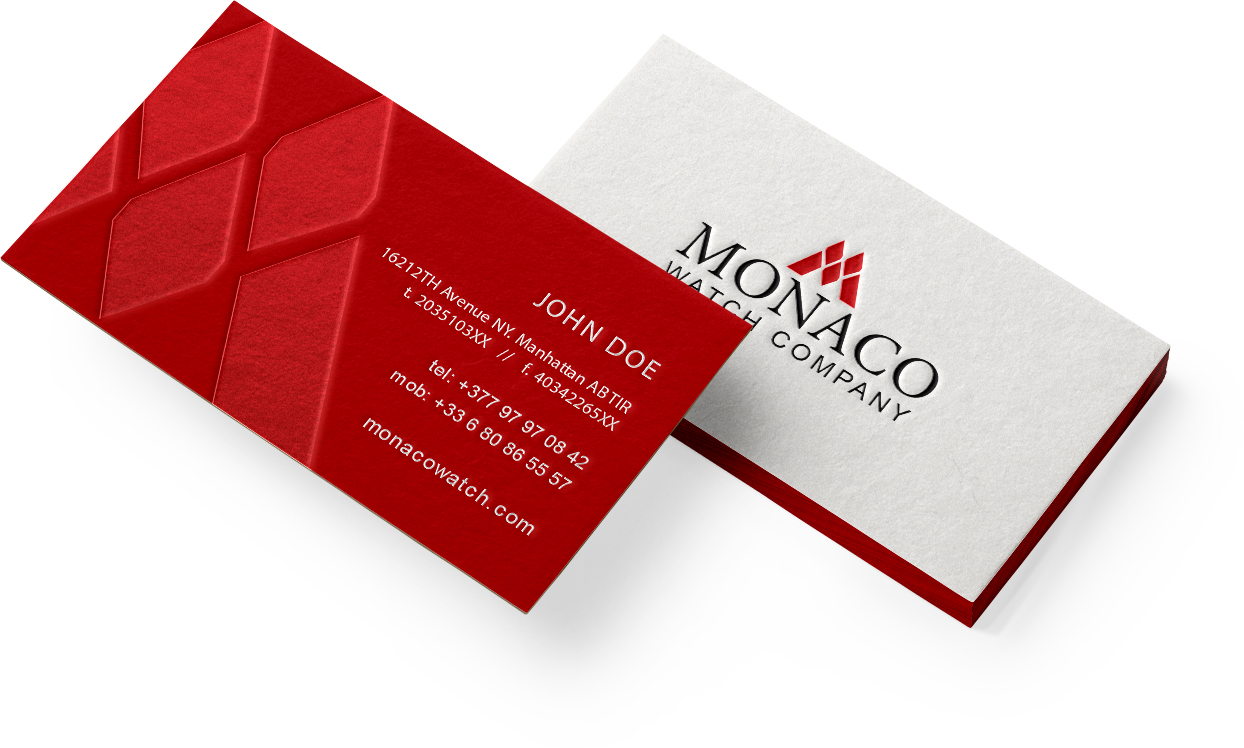 JOHN DOE
16212TH Avenue NY. Manhattan ABTIR
t. 2035103XX // f. 40342265XX
tel: +377 97 97 08 42
mob: +33 6 80 86 55 57
monacowatch.com
MONACO
WATCH COMPANY